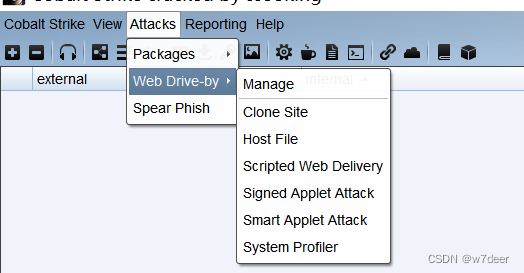 Cobalt Strike View Attacks Reporting Help
Packages
Web Drive-by
Spear Phish
external
internal
Manage
Clone Site
Host File
Scripted Web Delivery
Signed Applet Attack
Smart Applet Attack
System Profiler
CSDN @w7deer